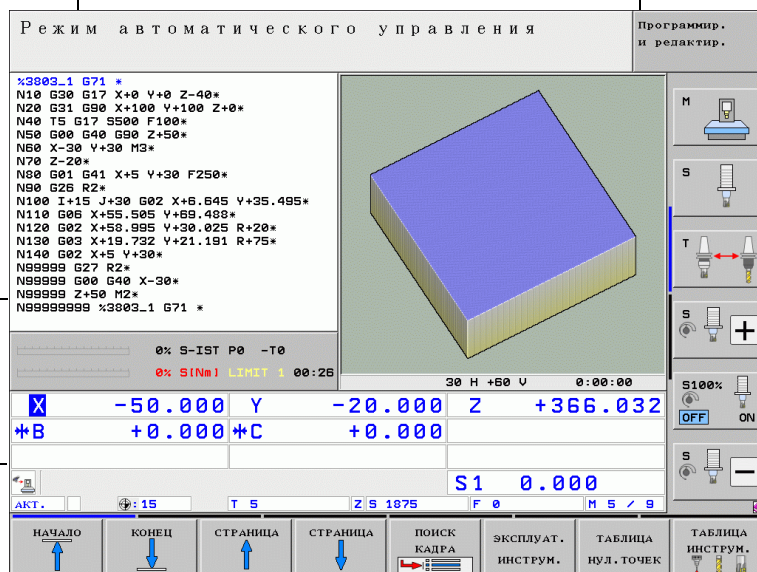 Режим автоматического управления
Программир.
и редактир.
%3803_1 G71 *
N10 G30 G17 X+0 Y+0 Z-40*
N20 G31 G90 X+100 Y+100 Z+0*
N40 T5 G17 S500 F100*
N50 G00 G40 G90 Z+50*
N60 X-30 Y+30 M3*
N70 Z-20*
N80 G01 G41 X+5 Y+30 F250*
N90 G26 R2*
N100 I+15 J+30 G02 X+6.645 Y+35.495*
N110 G06 X+55.505 Y+69.488*
N120 G02 X+58.995 Y+30.025 R+20*
N130 G03 X+19.732 Y+21.191 R+75*
N140 G02 X+5 Y+30*
N99999 G27 R2*
N99999 G00 G40 X-30*
N99999 Z+50 M2*
N99999999 %3803_1 G71 *
0% S-IST P0 -T0
0% S[Nm] LIMIT 1 00:26
30 H +60 V 0:00:00
M
S
T
S
+
S100%
OFF ON
S
−
X -50.000 Y -20.000 Z +366.032
B +0.000 C +0.000
S1 0.000
АКТ. : 15 T 5 Z S 1875 F 0 M 5 / 9
НАЧАЛО
КОНЕЦ
СТРАНИЦА
СТРАНИЦА
ПОИСК
КАДРА
ЭКСПЛУАТ.
ИНСТРУМ.
ТАБЛИЦА
НУЛ.ТОЧЕК
ТАБЛИЦА
ИНСТРУМ.